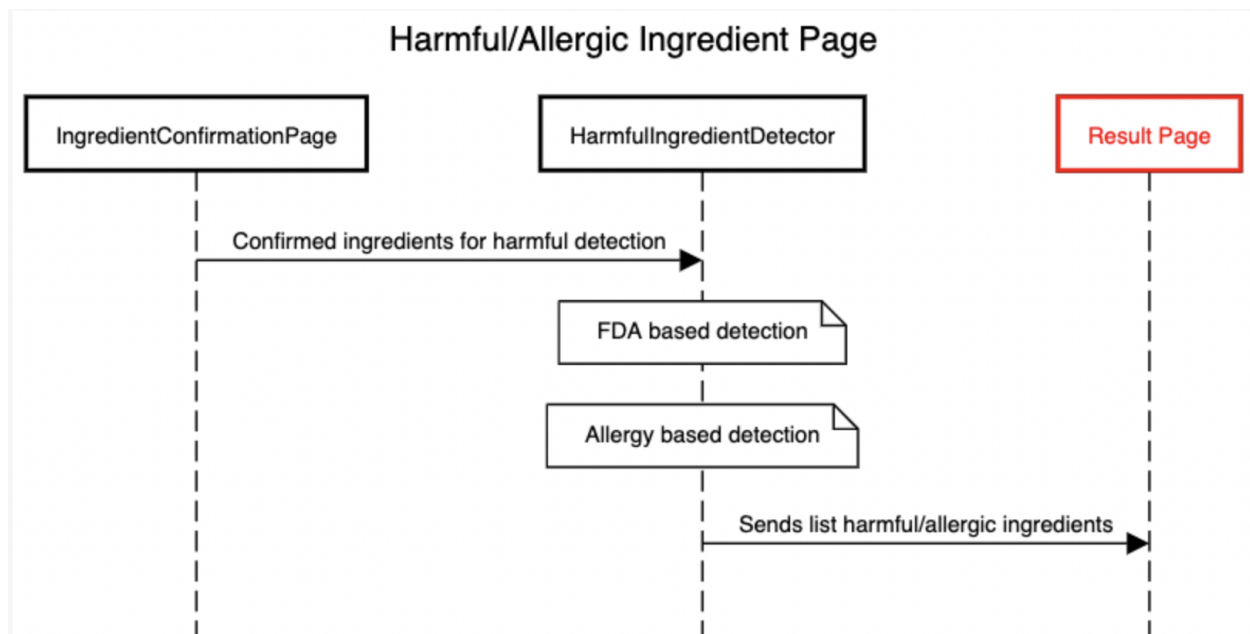 Harmful/Allergic Ingredient Page
IngredientConfirmationPage
HarmfulIngredientDetector
Result Page
Confirmed ingredients for harmful detection
FDA based detection
Allergy based detection
Sends list harmful/allergic ingredients